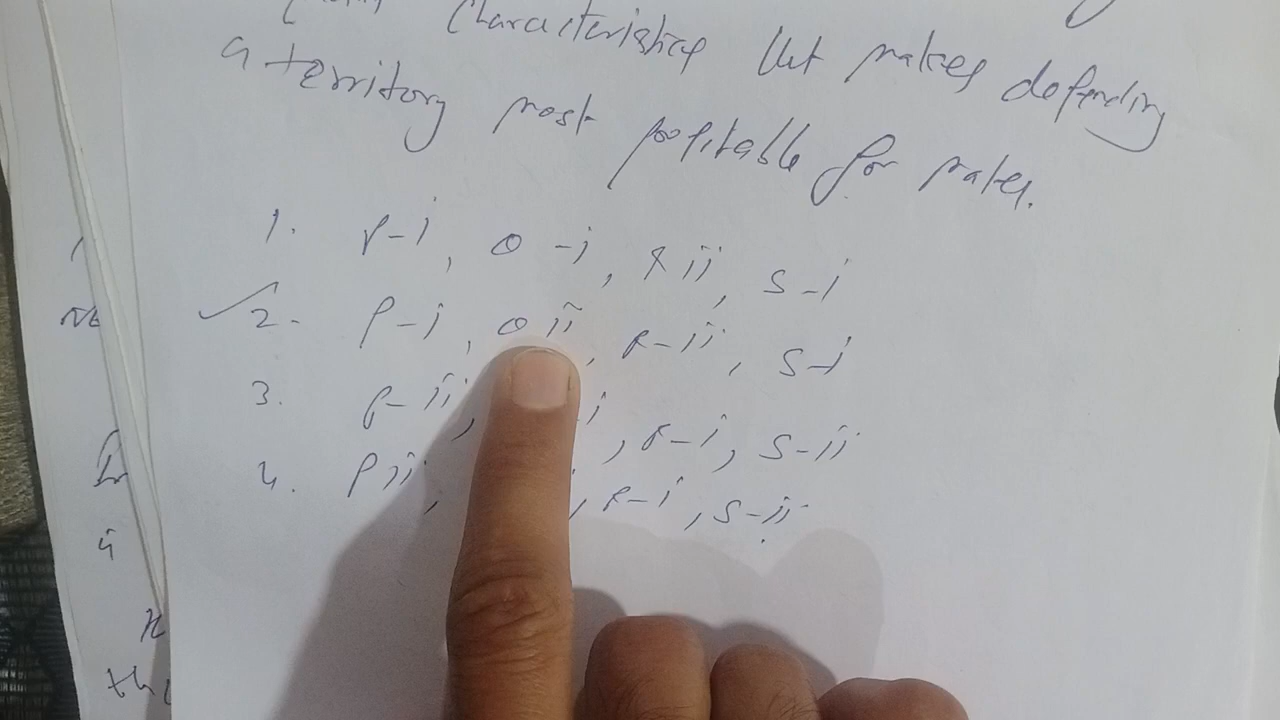 characteristics that makes defending
a territory most profitable for males.
1. P-i, O-i, R ii, S-i
2- P-i, O ii, R-ii, S-i
3. P-ii, i, R-i, S-ii
4. P ii, , R-i, S-ii
the